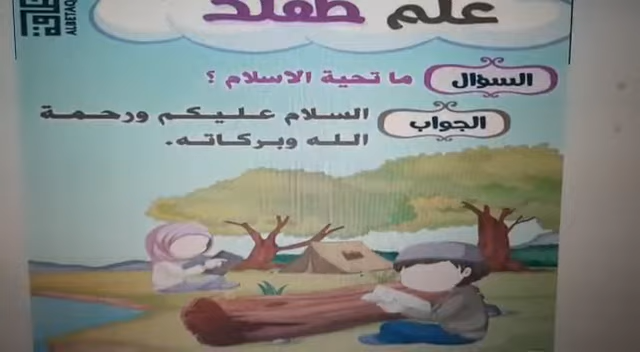 علم طفلك
السؤال ما تحية الاسلام ؟
الجواب السلام عليكم ورحمة
الله وبركاته.